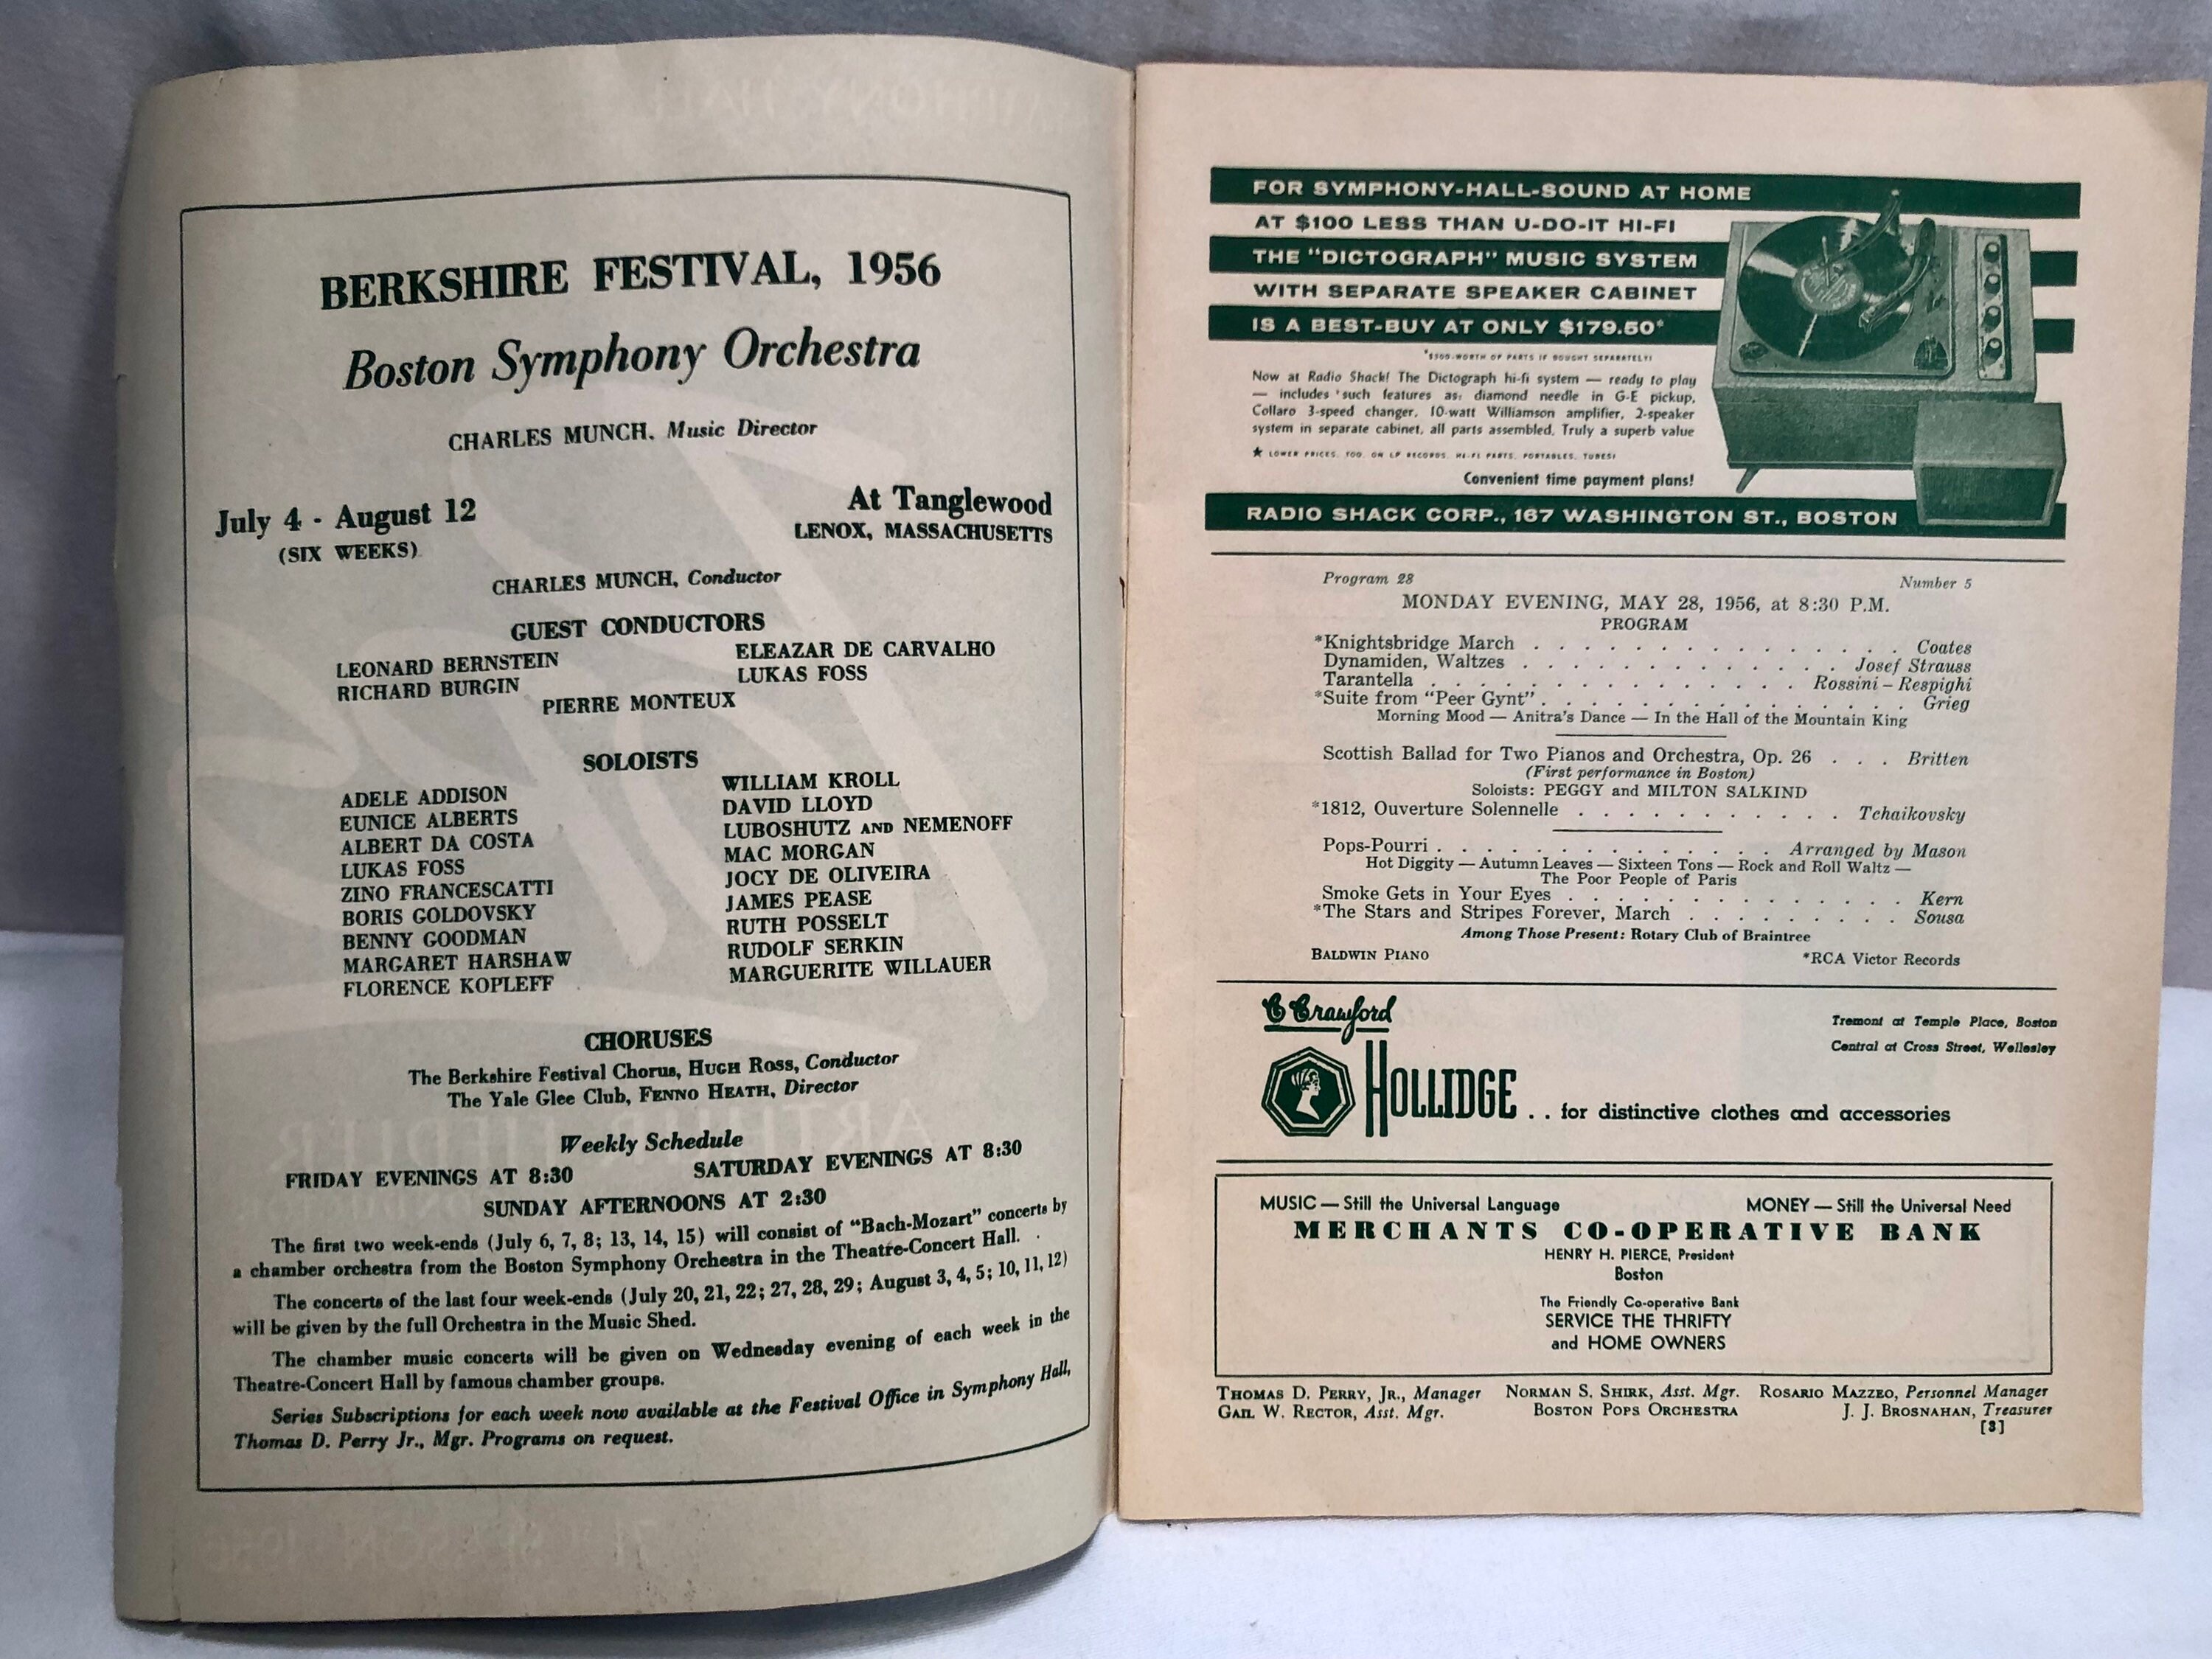 BERKSHIRE FESTIVAL, 1956
Boston Symphony Orchestra
CHARLES MUNCH, Music Director
July 4 - August 12
(SIX WEEKS)
At Tanglewood
LENOX, MASSACHUSETTS
CHARLES MUNCH, Conductor
GUEST CONDUCTORS
LEONARD BERNSTEIN
RICHARD BURGIN
ELEAZAR DE CARVALHO
LUKAS FOSS
PIERRE MONTEUX
SOLOISTS
ADELE ADDISON
EUNICE ALBERTS
ALBERT DA COSTA
LUKAS FOSS
ZINO FRANCESCATTI
BORIS GOLDOVSKY
BENNY GOODMAN
MARGARET HARSHAW
FLORENCE KOPLEFF
WILLIAM KROLL
DAVID LLOYD
LUBOSHUTZ AND NEMENOFF
MAC MORGAN
JOCY DE OLIVEIRA
JAMES PEASE
RUTH POSSELT
RUDOLF SERKIN
MARGUERITE WILLAUER
CHORUSES
The Berkshire Festival Chorus, HUGH ROSS, Conductor
The Yale Glee Club, FENNO HEATH, Director
Weekly Schedule
FRIDAY EVENINGS AT 8:30 SATURDAY EVENINGS AT 8:30
SUNDAY AFTERNOONS AT 2:30
The first two week-ends (July 6, 7, 8; 13, 14, 15) will consist of "Bach-Mozart" concerts by
a chamber orchestra from the Boston Symphony Orchestra in the Theatre-Concert Hall.
The concerts of the last four week-ends (July 20, 21, 22; 27, 28, 29; August 3, 4, 5; 10, 11, 12)
will be given by the full Orchestra in the Music Shed.
The chamber music concerts will be given on Wednesday evening of each week in the
Theatre-Concert Hall by famous chamber groups.
Series Subscriptions for each week now available at the Festival Office in Symphony Hall,
Thomas D. Perry Jr., Mgr. Programs on request.
FOR SYMPHONY-HALL-SOUND AT HOME
AT $100 LESS THAN U-DO-IT HI-FI
THE "DICTOGRAPH" MUSIC SYSTEM
WITH SEPARATE SPEAKER CABINET
IS A BEST-BUY AT ONLY $179.50*
*$300-WORTH OF PARTS IF BOUGHT SEPARATELY!
Now at Radio Shack! The Dictograph hi-fi system — ready to play
— includes such features as: diamond needle in G-E pickup,
Collaro 3-speed changer, 10-watt Williamson amplifier, 2-speaker
system in separate cabinet, all parts assembled. Truly a superb value
★ LOWER PRICES, TOO, ON LP RECORDS, HI-FI PARTS, PORTABLES, TUBES!
Convenient time payment plans!
RADIO SHACK CORP., 167 WASHINGTON ST., BOSTON
Program 28 Number 5
MONDAY EVENING, MAY 28, 1956, at 8:30 P.M.
PROGRAM
*Knightsbridge March . . . . . . . . . . . . . . . Coates
Dynamiden, Waltzes . . . . . . . . . . . . . Josef Strauss
Tarantella . . . . . . . . . . . . . . Rossini – Respighi
*Suite from "Peer Gynt" . . . . . . . . . . . . . . . Grieg
Morning Mood — Anitra's Dance — In the Hall of the Mountain King
Scottish Ballad for Two Pianos and Orchestra, Op. 26 . . . Britten
(First performance in Boston)
Soloists: PEGGY and MILTON SALKIND
*1812, Ouverture Solennelle . . . . . . . . . . . Tchaikovsky
Pops-Pourri . . . . . . . . . . . . . Arranged by Mason
Hot Diggity — Autumn Leaves — Sixteen Tons — Rock and Roll Waltz —
The Poor People of Paris
Smoke Gets in Your Eyes . . . . . . . . . . . . . Kern
*The Stars and Stripes Forever, March . . . . . . . . . Sousa
Among Those Present: Rotary Club of Braintree
BALDWIN PIANO *RCA Victor Records
Crawford
HOLLIDGE . . for distinctive clothes and accessories
Tremont at Temple Place, Boston
Central at Cross Street, Wellesley
MUSIC — Still the Universal Language MONEY — Still the Universal Need
MERCHANTS CO-OPERATIVE BANK
HENRY H. PIERCE, President
Boston
The Friendly Co-operative Bank
SERVICE THE THRIFTY
and HOME OWNERS
THOMAS D. PERRY, JR., Manager NORMAN S. SHIRK, Asst. Mgr. ROSARIO MAZZEO, Personnel Manager
GAIL W. RECTOR, Asst. Mgr. BOSTON POPS ORCHESTRA J. J. BROSNAHAN, Treasurer
[3]